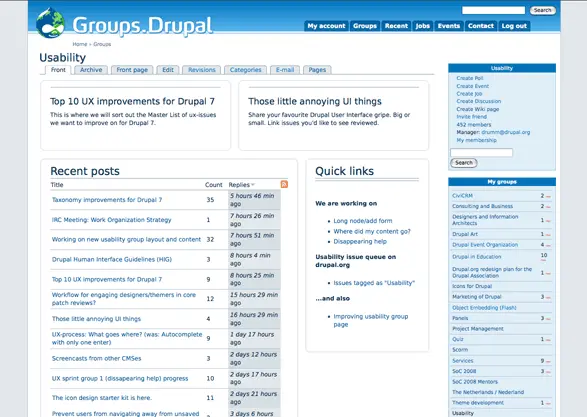 Search
Groups.Drupal
My account Groups Recent Jobs Events Contact Log out
Home » Groups
Usability
Front Archive Front page Edit Revisions Categories E-mail Pages
Top 10 UX improvements for Drupal 7
This is where we will sort out the Master List of ux-issues
we want to improve on for Drupal 7.
Those little annoying UI things
Share your favourite Drupal User Interface gripe. Big or
small. Link issues you'd like to see reviewed.
Recent posts
Title Count Replies
Taxonomy improvements for Drupal 7 35 5 hours 46 min
ago
IRC Meeting: Work Organization Strategy 1 7 hours 26 min
ago
Working on new usability group layout and content 32 7 hours 51 min
ago
Drupal Human Interface Guidelines (HIG) 3 8 hours 4 min
ago
Top 10 UX improvements for Drupal 7 9 8 hours 25 min
ago
Workflow for engaging designers/themers in core
patch reviews? 12 15 hours 29 min
ago
Those little annoying UI things 4 16 hours 29 min
ago
UX-process: What goes where? (was: Autocomplete
with only one enter) 9 1 day 17 hours
ago
Screencasts from other CMSes 3 2 days 12 hours
ago
UX sprint group 1 (dissapearing help) progress 10 2 days 17 hours
ago
The icon design starter kit is here. 11 2 days 21 hours
ago
Prevent users from navigating away from unsaved 3 days 6 hours
Quick links
We are working on
Long node/add form
Where did my content go?
Disappearing help
Usability issue queue on
drupal.org
Issues tagged as "Usability"
...and also
Improving usability group
page
Usability
Create Poll
Create Event
Create Job
Create Discussion
Create Wiki page
Invite friend
452 members
Manager: drumm@drupal.org
My membership
Search
My groups
CiviCRM 2
Consulting and Business 2
Designers and Information
Architects 1
Drupal Art 1
Drupal Event Organization 4
Drupal in Education 10
Drupal.org redesign plan for the
Drupal Association 1
Icons for Drupal
Marketing of Drupal 3
Object Embedding (Flash)
Panels 3
Project Management
Quiz 1
Scorm
Services 9
SoC 2008 3
SoC 2008 Mentors
The Netherlands / Nederland
Theme development 1
Usability